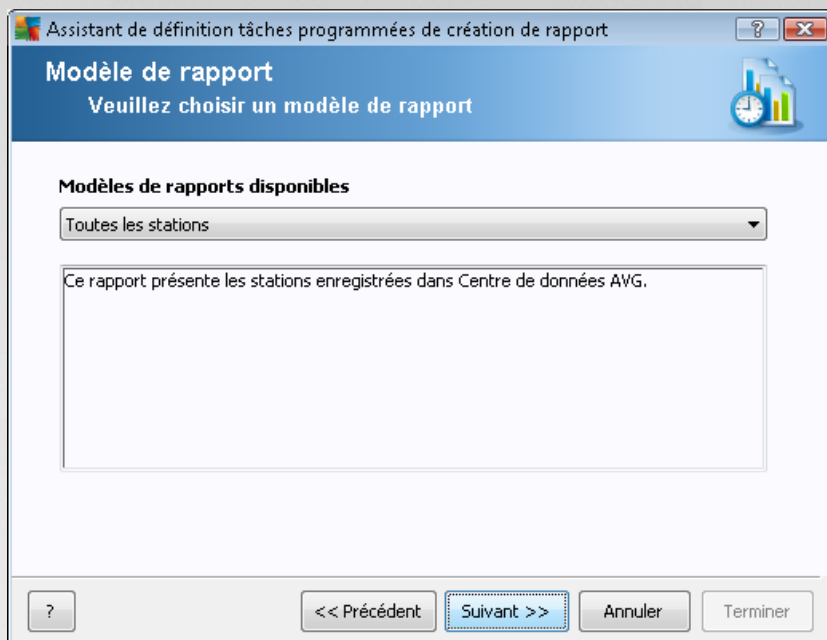 Assistant de définition tâches programmées de création de rapport
?
Modèle de rapport
Veuillez choisir un modèle de rapport
Modèles de rapports disponibles
Toutes les stations
Ce rapport présente les stations enregistrées dans Centre de données AVG.
?
<< Précédent
Suivant >>
Annuler
Terminer